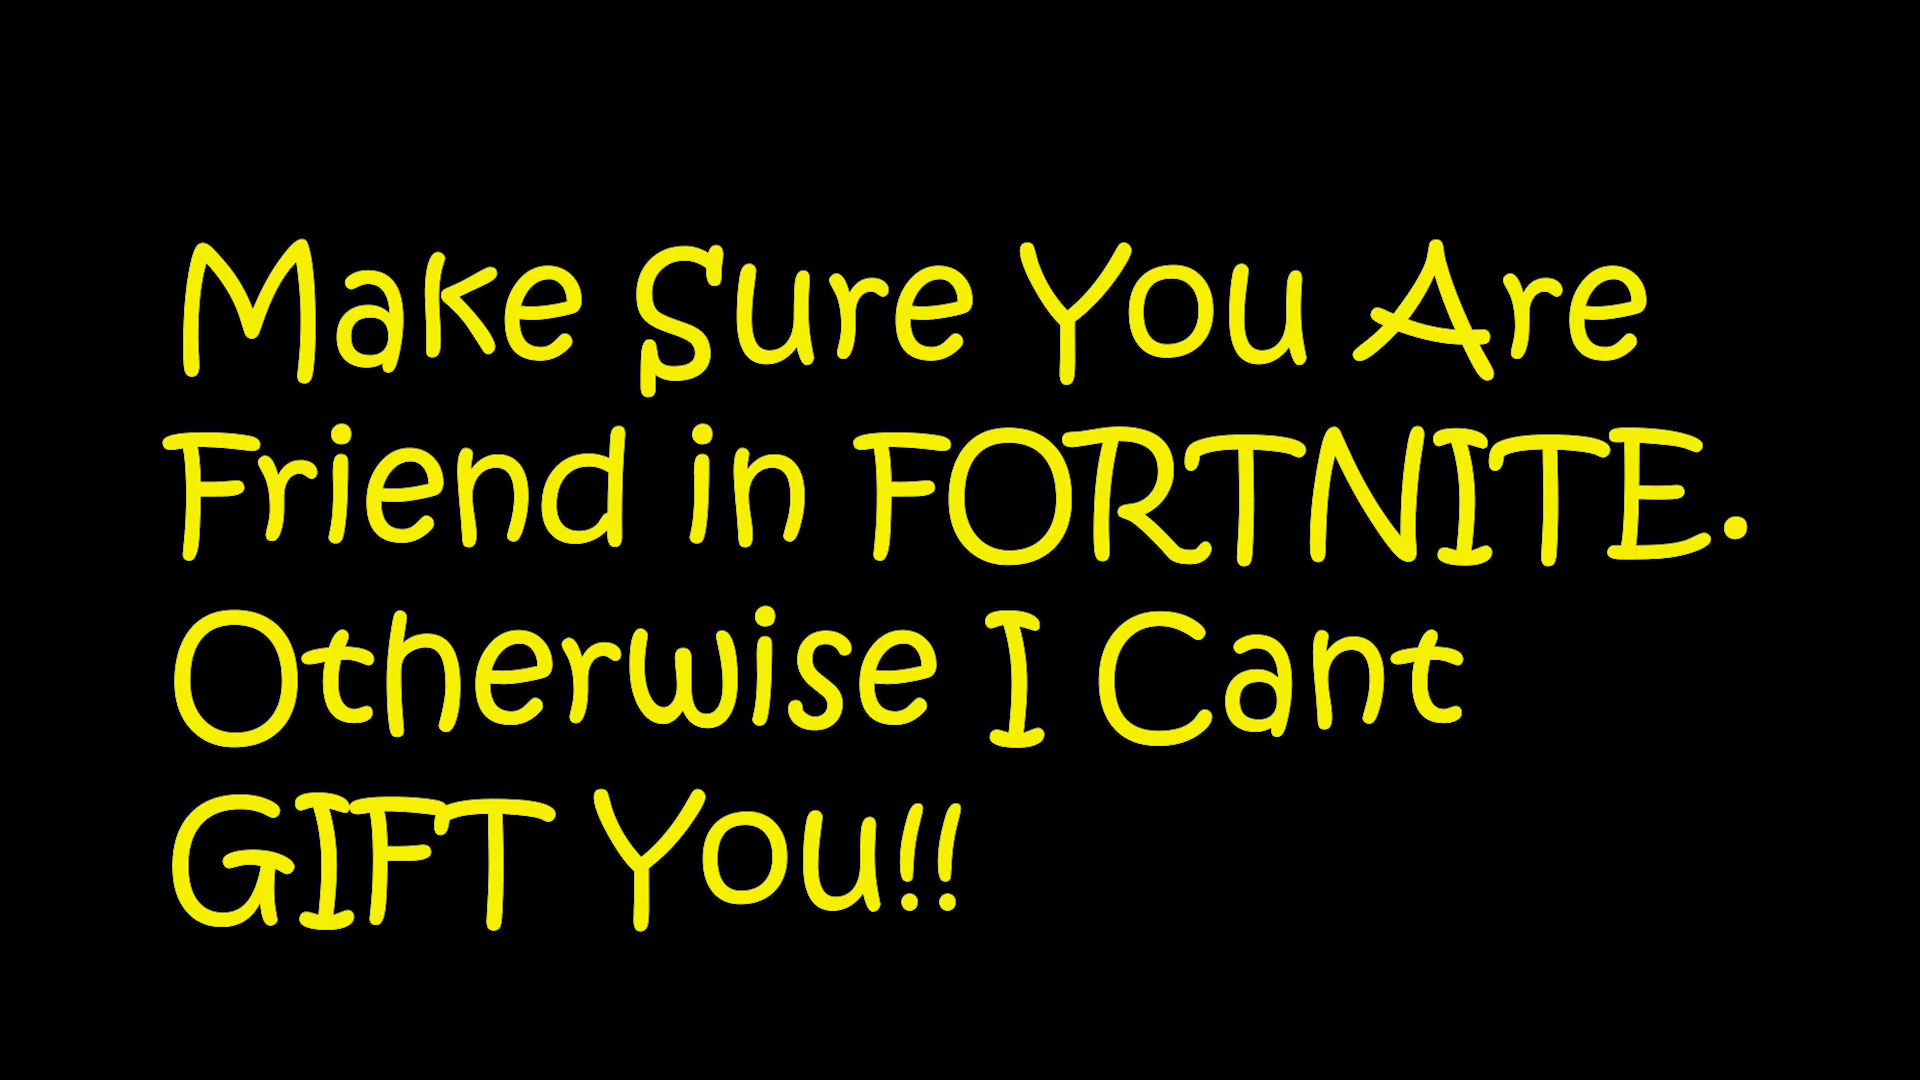 Make Sure You Are
Friend in FORTNITE.
Otherwise I Cant
GIFT You!!